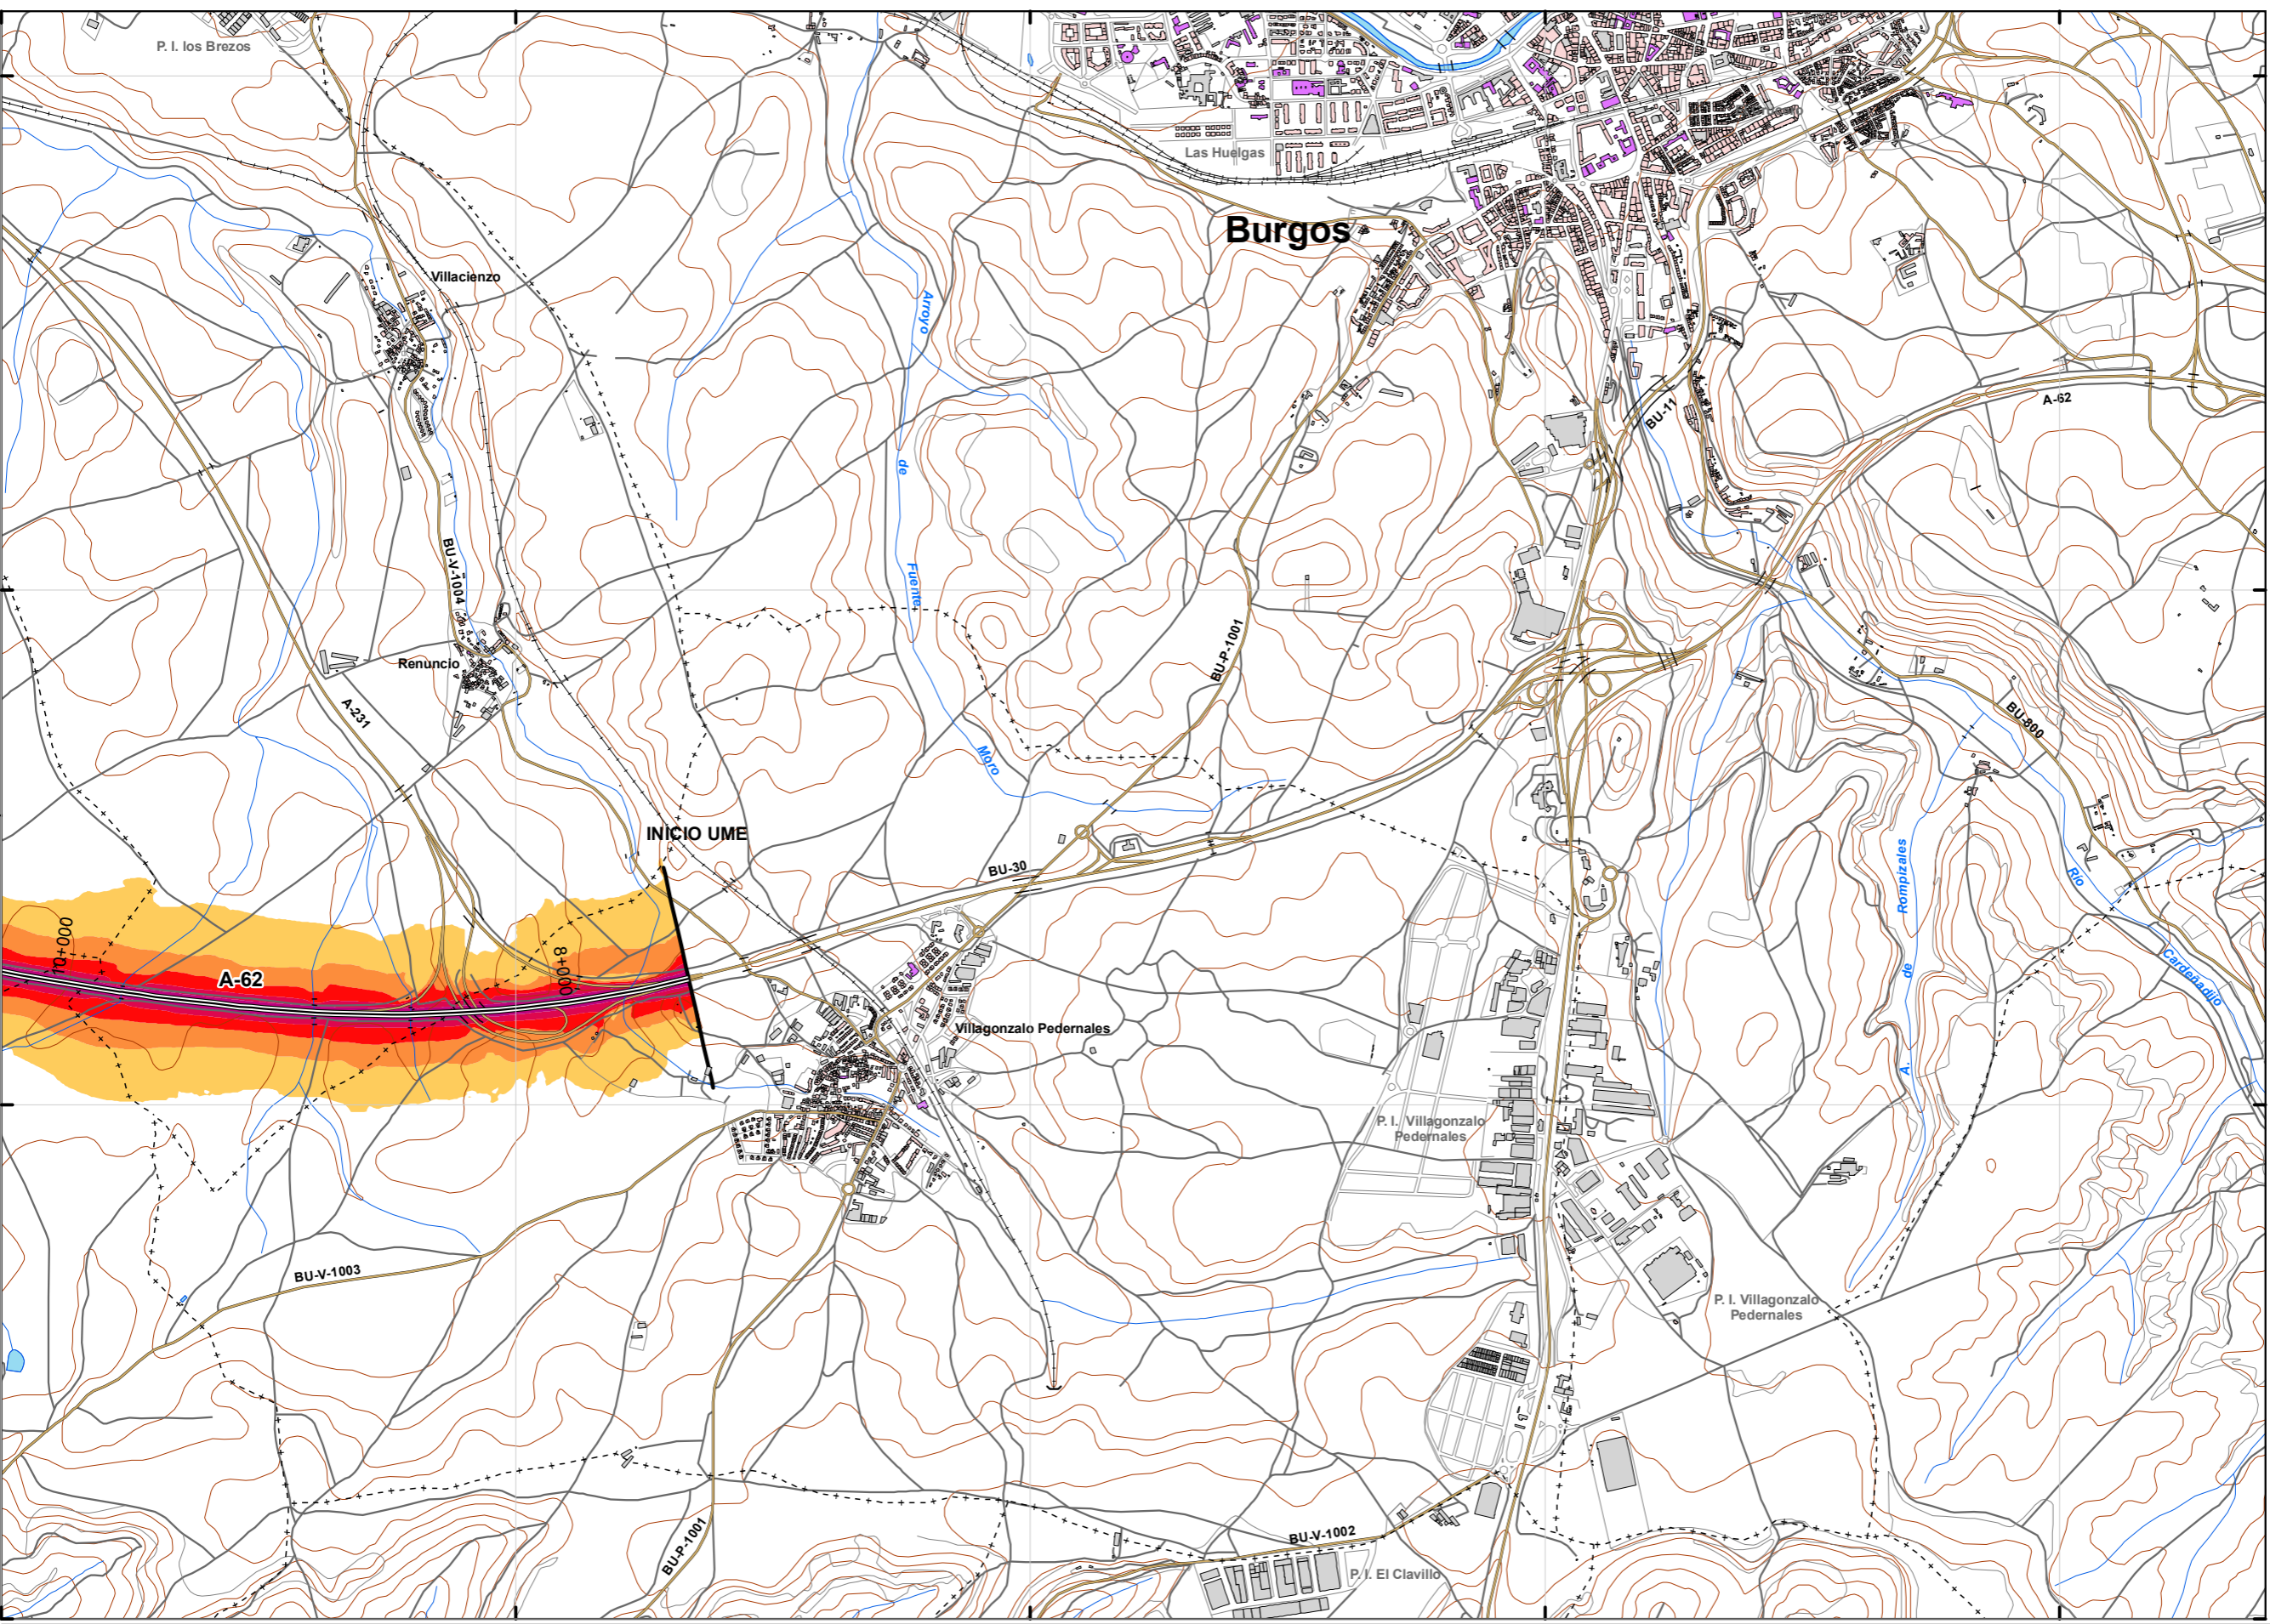 P. I. los Brezos
Las Huelgas
Burgos
Villacienzo
Arroyo
de
Fuente
Moro
BU-11
A-62
BU-V-1004
Renuncio
A-231
BU-P-1001
BU-800
INICIO UME
BU-30
Rompizales
de
A.
Río
Cardeñadijo
10+000
A-62
8+000
Villagonzalo Pedernales
P. I. Villagonzalo
Pedernales
BU-V-1003
P. I. Villagonzalo
Pedernales
BU-P-1001
BU-V-1002
P. I. El Clavillo